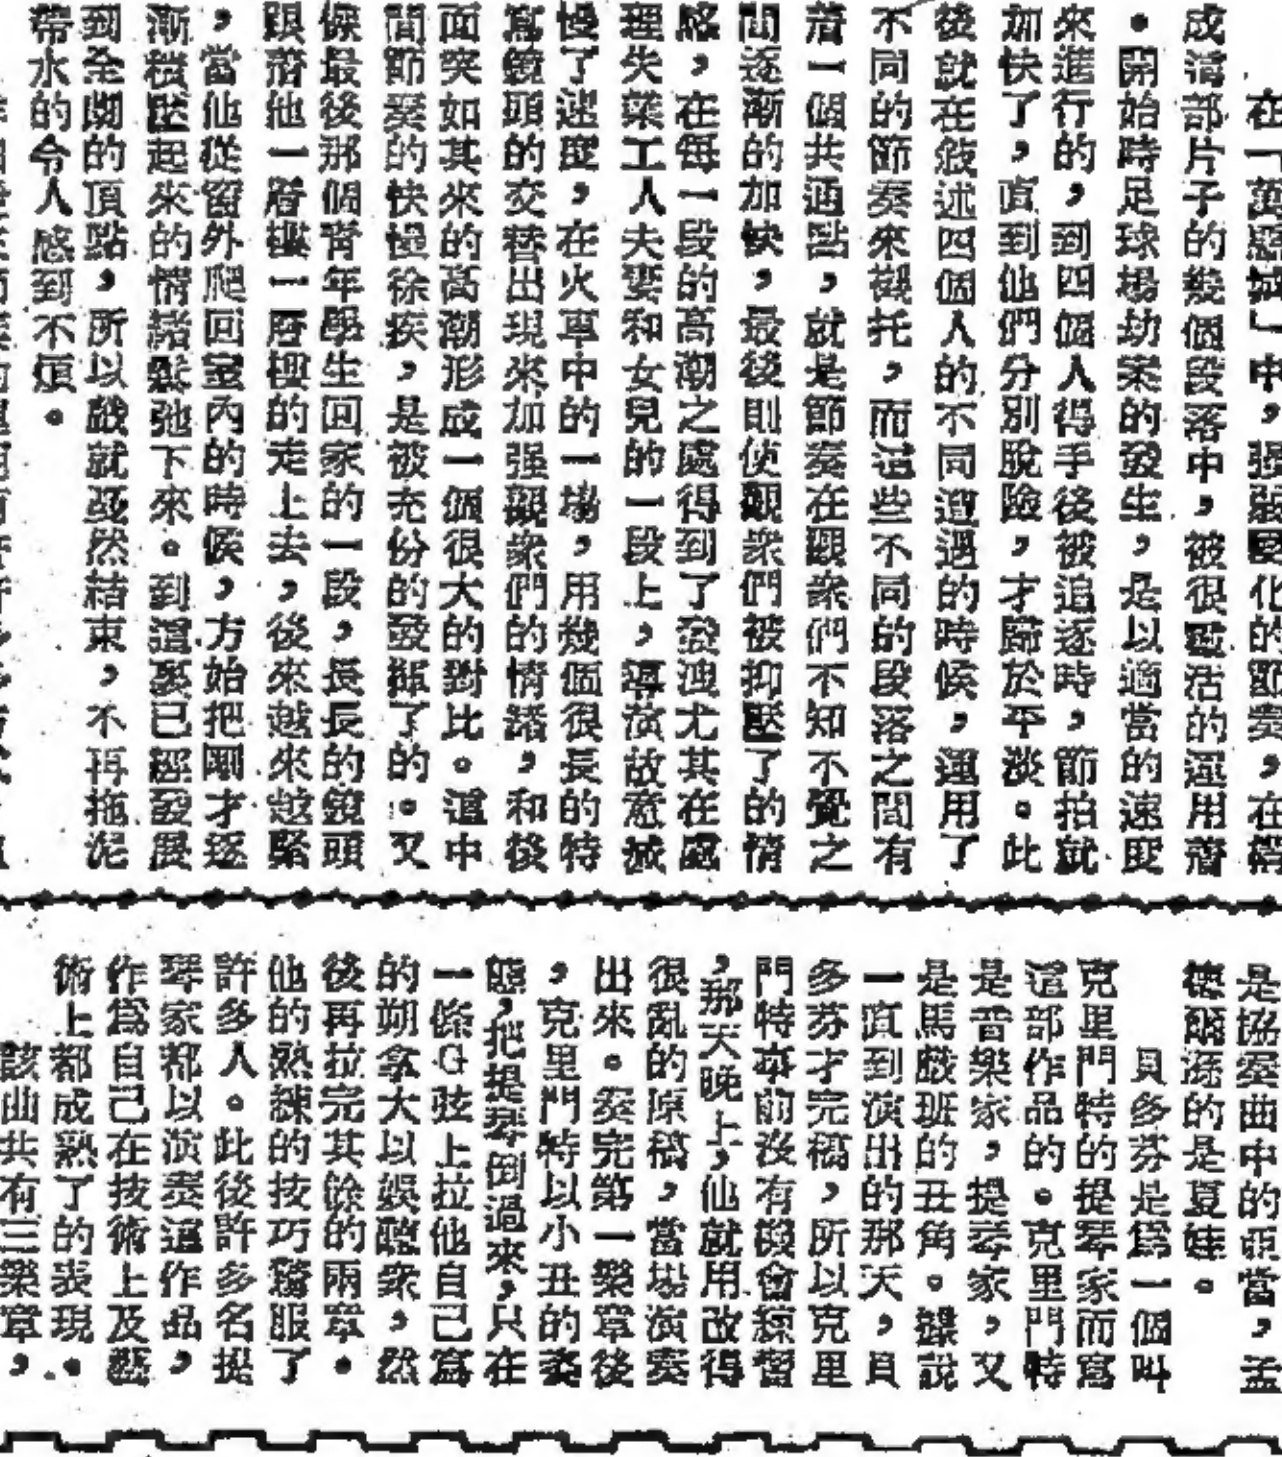 在「萬惡城」中，强弱變化的節奏，在
成淸部片子的幾個段落中，被很靈活的運用着
。開始時足球場劫案的發生，是以適當的速度
來進行的，到四個人得手後被追逐時，節拍就
加快了，直到他們分別脫險，才歸於平淡。此
後就在敍述四個人的不同遭遇的時候，運用了
不同的節奏來襯托，而這些不同的段落之間有
着一個共通點，就是節奏在觀衆們不知不覺之
間逐漸的加快，最後則使觀衆們被抑壓了的情
緒，在每一段的高潮之處得到了發洩尤其在處
理失業工人夫妻和女兒的一段上，導演故意減
慢了速度，在火車中的一場，用幾個很長的特
寫鏡頭的交替出現來加强觀衆們的情緒，和後
面突如其來的高潮形成一個很大的對比。這中
間節奏的快慢徐疾，是被充份的發揮了的。又
候最後那個靑年學生回家的一段，長長的鏡頭
跟着他一層樓一層樓的走上去，後來越來越緊
，當他從窗外爬回室內的時候，方始把剛才逐
漸積壓起來的情緒鬆弛下來。到這裏已經發展
到全劇的頂點，所以戲就戛然結束，不再拖泥
帶水的令人感到不煩。
是協奏曲中的亞當，孟
德爾遜的是夏娃。
貝多芬是爲一個叫
克里門特的提琴家而寫
這部作品的。克里門特
是音樂家，提琴家，又
是馬戲班的丑角。據說
一直到演出的那天，貝
多芬才完稿，所以克里
門特事前沒有機會練習
，那天晚上，他就用改得
很亂的原稿，當場演奏
出來。奏完第一樂章後
，克里門特以小丑的姿
態，把提琴倒過來，只在
一條G弦上拉他自己寫
的朔拿大以娛聽衆，然
後再拉完其餘的兩章。
他的熟練的技巧驚服了
許多人。此後許多名提
琴家都以演奏這作品，
作爲自己在技術上及藝
術上都成熟了的表現。
該曲共有三樂章，